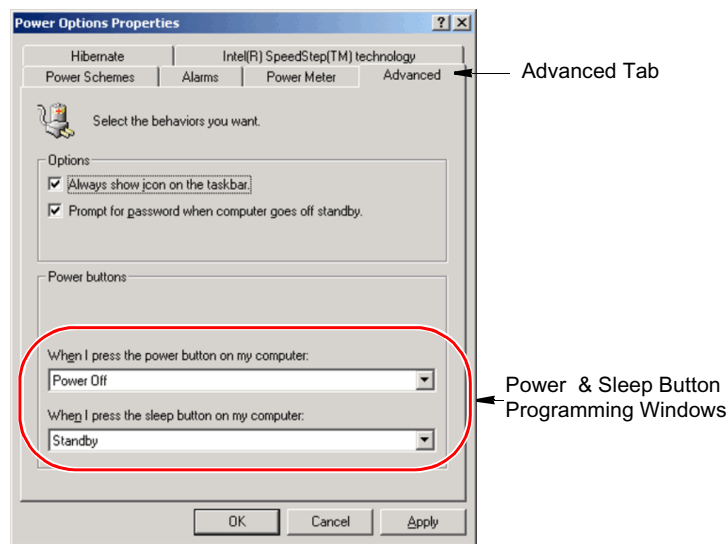 Power Options Properties
Hibernate
Intel(R) SpeedStep(TM) technology
Power Schemes
Alarms
Power Meter
Advanced
Advanced Tab
Select the behaviors you want.
Options
Always show icon on the taskbar.
Prompt for password when computer goes off standby.
Power buttons
When I press the power button on my computer:
Power Off
When I press the sleep button on my computer:
Standby
Power & Sleep Button
Programming Windows
OK
Cancel
Apply